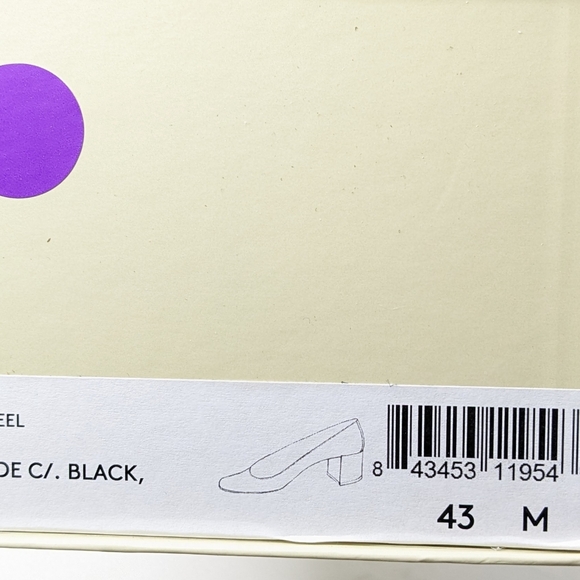 EEL
DE C/. BLACK,
8 43453 11954
43 M